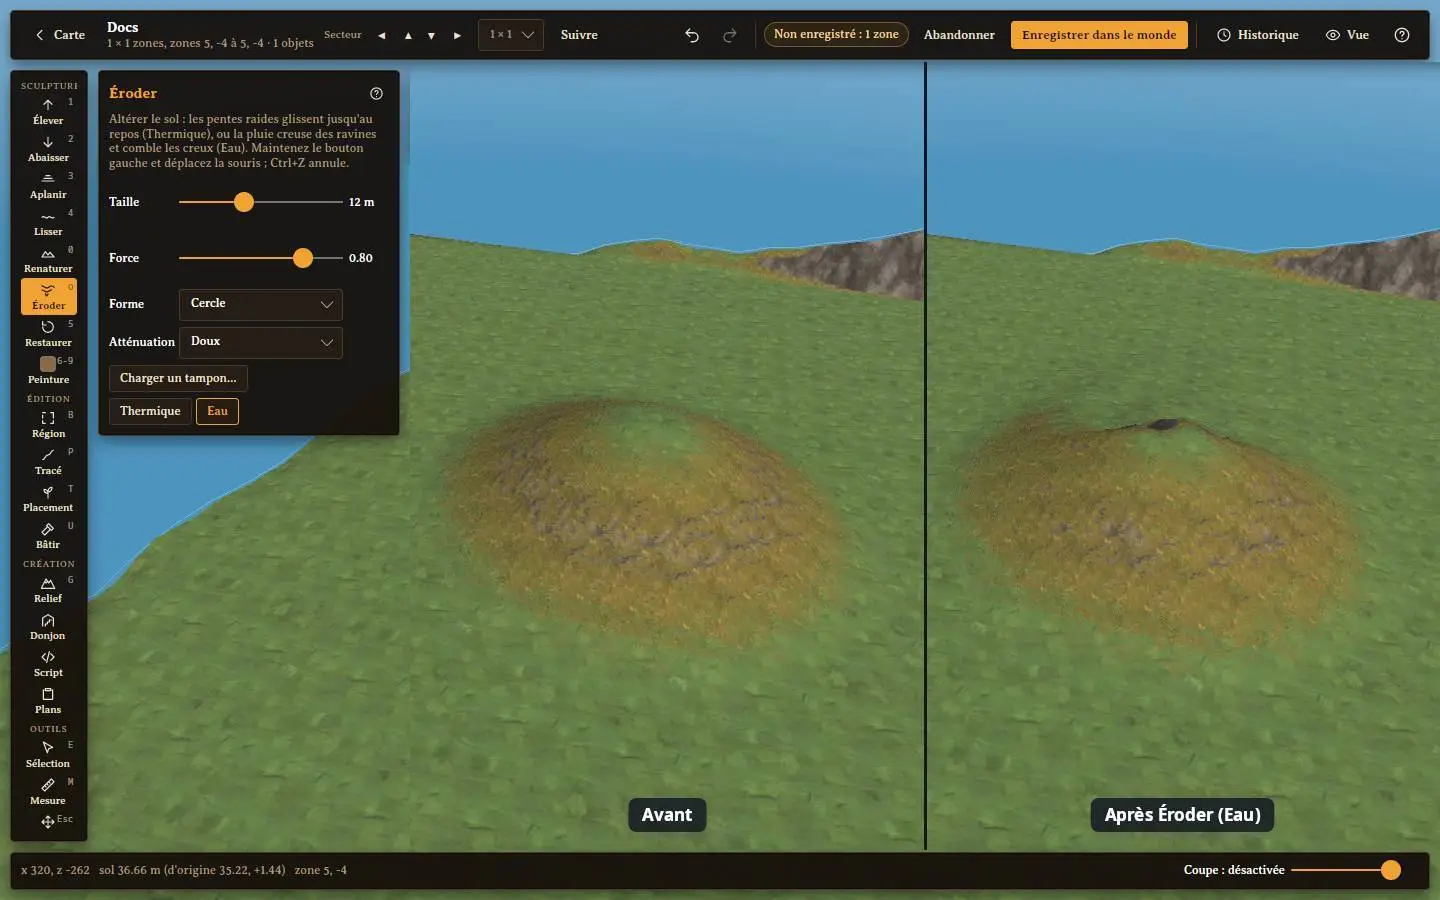 Carte
Docs
1 × 1 zones, zones 5, -4 à 5, -4 · 1 objets
Secteur
1 × 1
Suivre
Non enregistré : 1 zone
Abandonner
Enregistrer dans le monde
Historique
Vue
SCULPTURE
1
Élever
2
Abaisser
3
Aplanir
4
Lisser
0
Renaturer
O
Éroder
5
Restaurer
6-9
Peinture
ÉDITION
B
Région
P
Tracé
T
Placement
U
Bâtir
CRÉATION
G
Relief
Donjon
Script
Plans
OUTILS
E
Sélection
M
Mesure
Esc
Éroder
Altérer le sol : les pentes raides glissent jusqu'au
repos (Thermique), ou la pluie creuse des ravines
et comble les creux (Eau). Maintenez le bouton
gauche et déplacez la souris ; Ctrl+Z annule.
Taille
12 m
Force
0.80
Forme
Cercle
Atténuation
Doux
Charger un tampon...
Thermique
Eau
Avant
Après Éroder (Eau)
x 320, z -262 sol 36.66 m (d'origine 35.22, +1.44) zone 5, -4
Coupe : désactivée